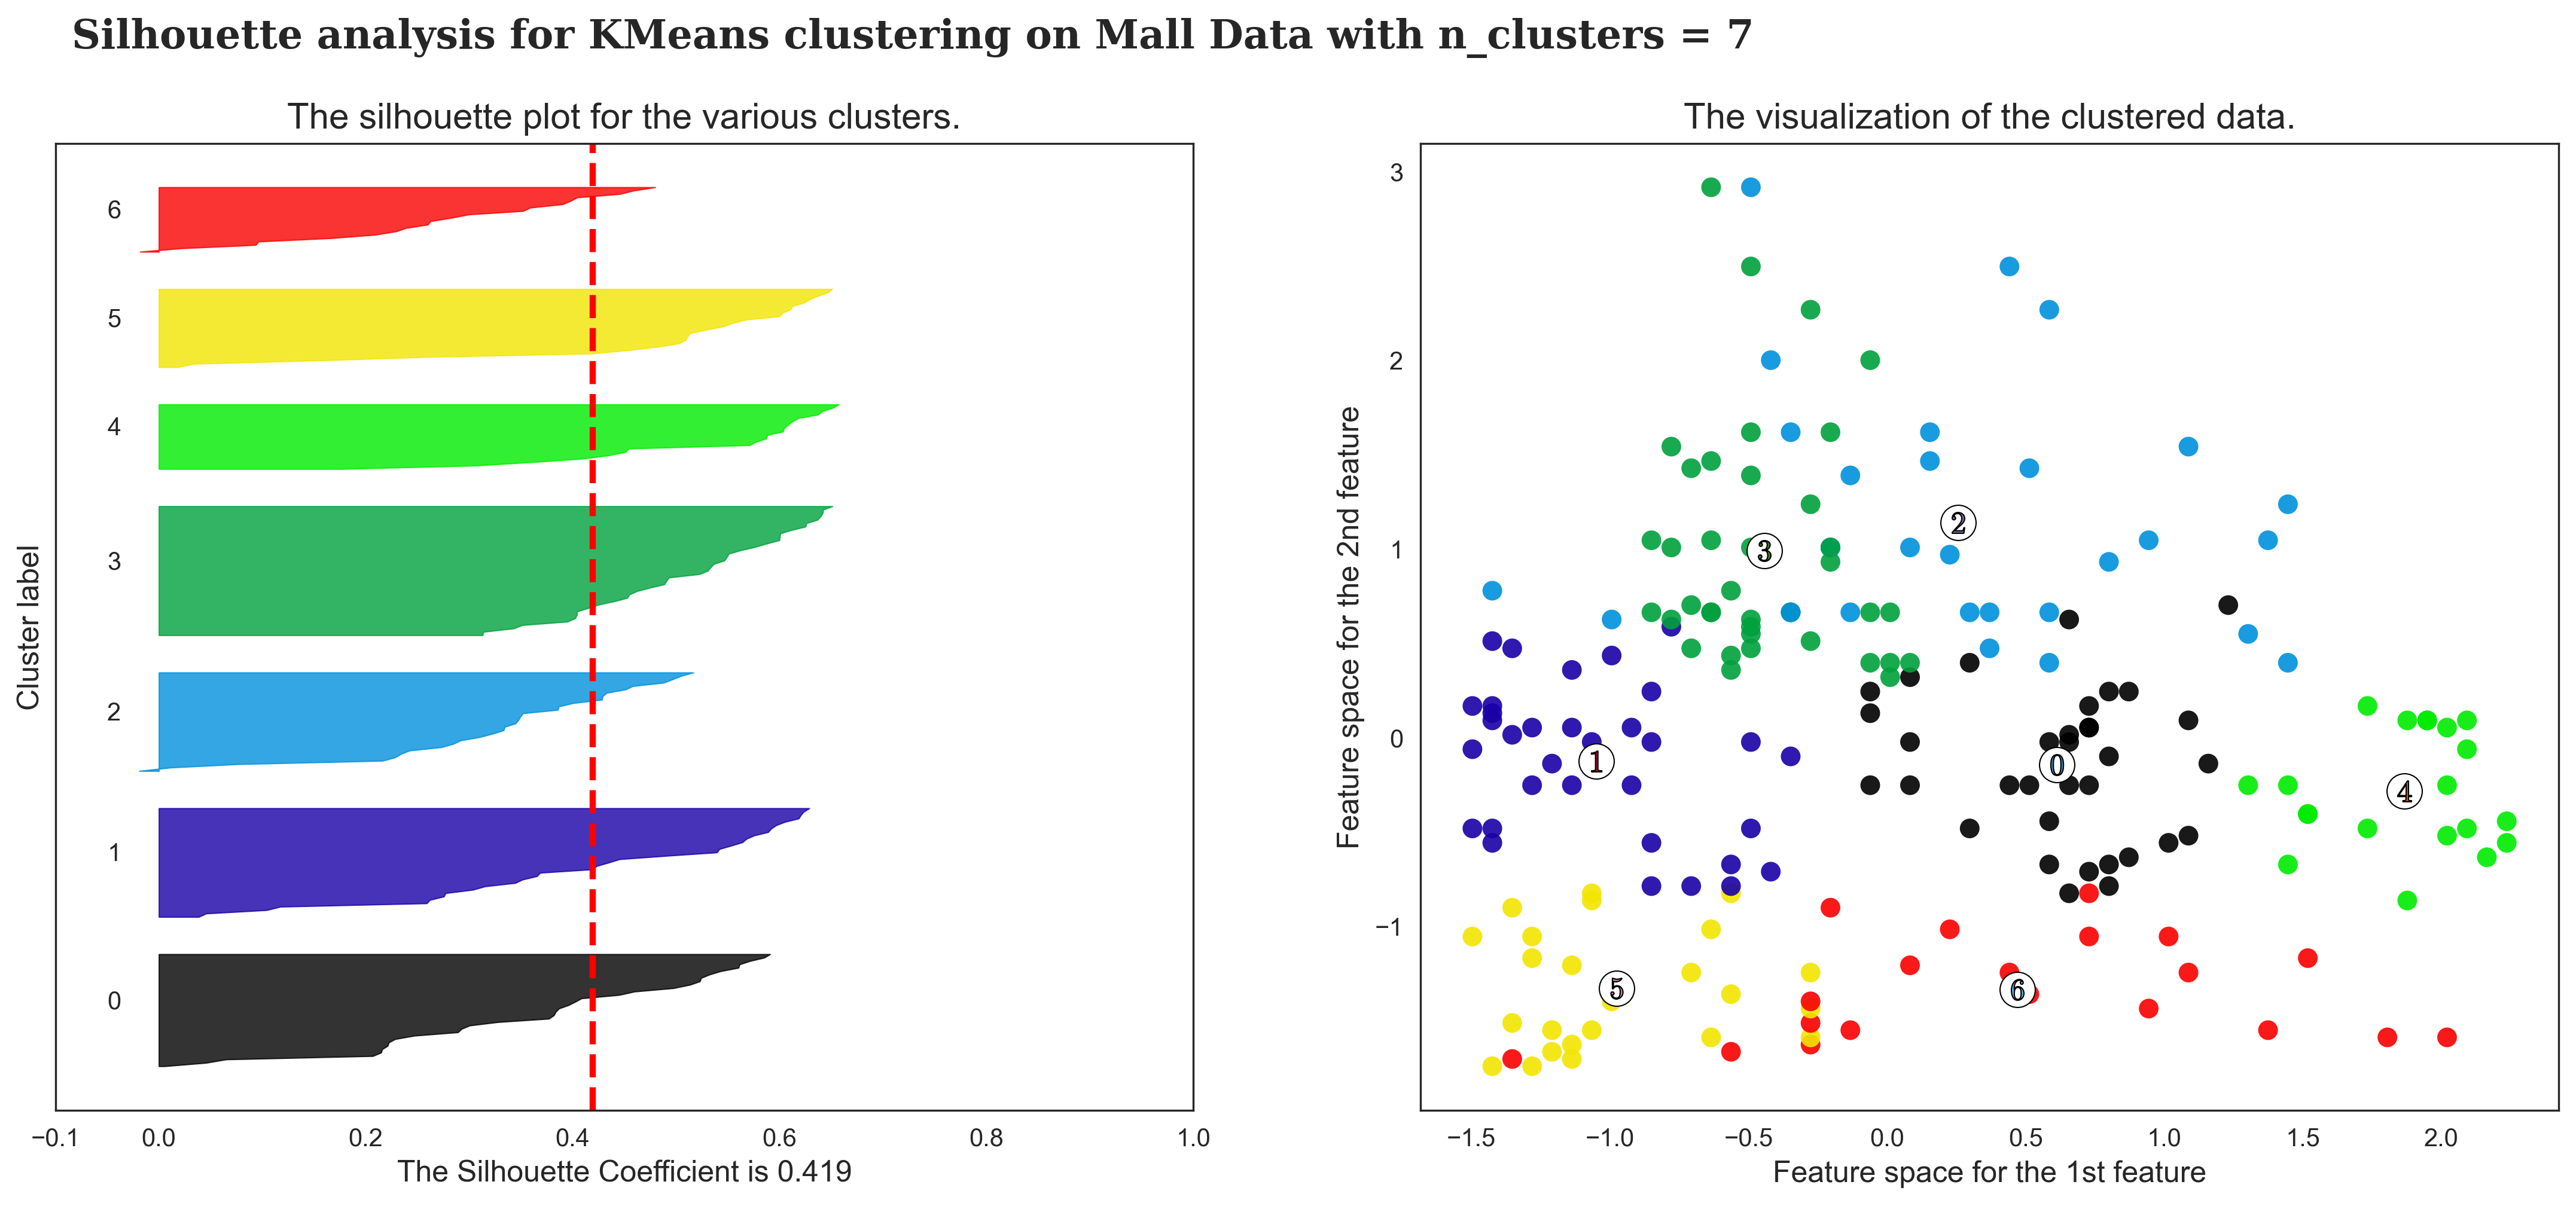 Silhouette analysis for KMeans clustering on Mall Data with n_clusters = 7
The silhouette plot for the various clusters.
Cluster label
6
5
4
3
2
1
0
−0.1 0.0 0.2 0.4 0.6 0.8 1.0
The Silhouette Coefficient is 0.419
The visualization of the clustered data.
Feature space for the 2nd feature
3
2
1
0
−1
2
3
1
0
4
5
6
−1.5 −1.0 −0.5 0.0 0.5 1.0 1.5 2.0
Feature space for the 1st feature